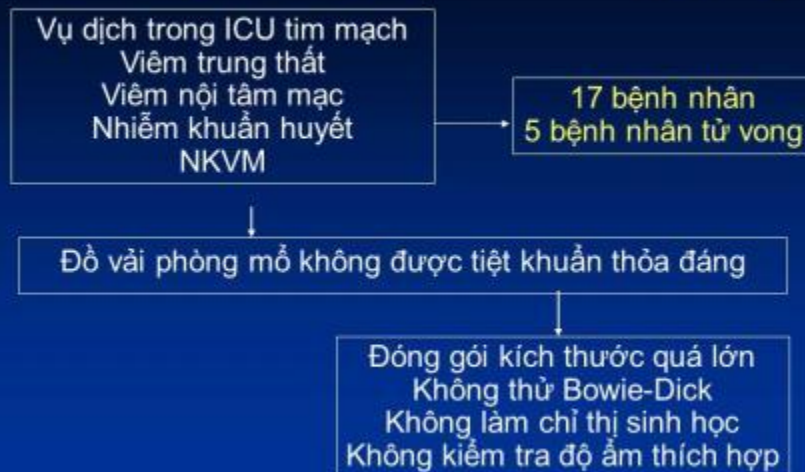 Vụ dịch trong ICU tim mạch
Viêm trung thất
Viêm nội tâm mạc
Nhiễm khuẩn huyết
NKVM
17 bệnh nhân
5 bệnh nhân tử vong
Đồ vải phòng mổ không được tiệt khuẩn thỏa đáng
Đóng gói kích thước quá lớn
Không thử Bowie-Dick
Không làm chỉ thị sinh học
Không kiểm tra độ ẩm thích hợp